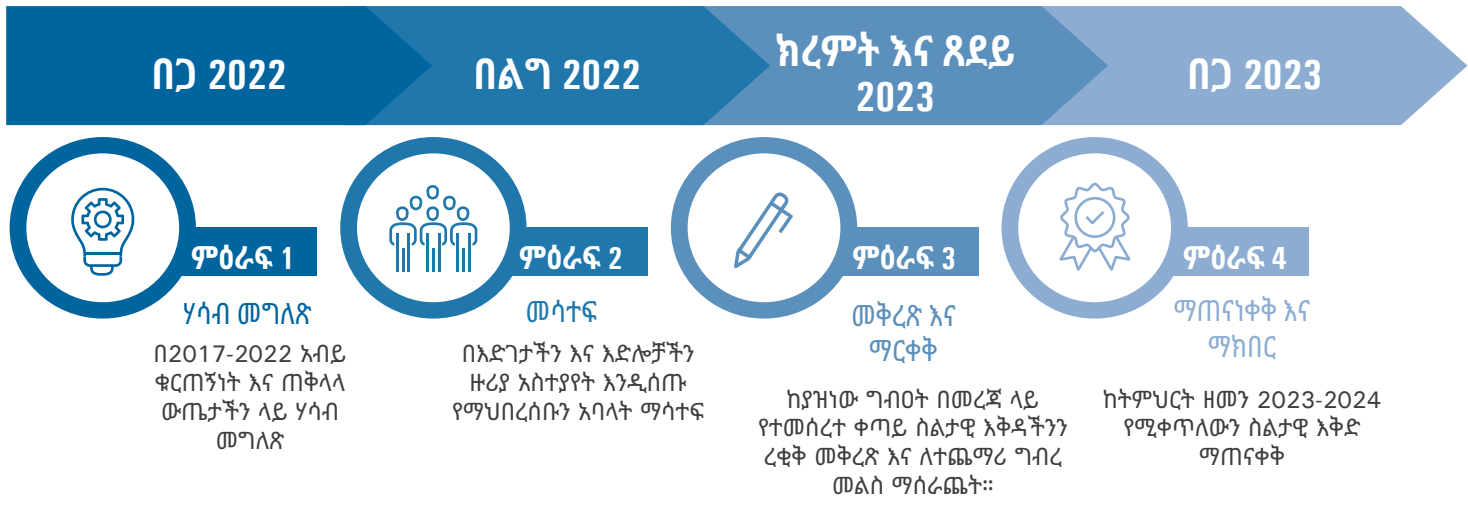 በጋ 2022
በልግ 2022
ክረምት እና ጸደይ
2023
በጋ 2023
ምዕራፍ 1
ሃሳብ መግለጽ
በ2017-2022 አብይ
ቁርጠኝነት እና ጠቅላላ
ውጤታችን ላይ ሃሳብ
መግለጽ
ምዕራፍ 2
መሳተፍ
በእድገታችን እና እድሎቻችን
ዙሪያ አስተያየት እንዲሰጡ
የማህበረሰቡን አባላት ማሳተፍ
ምዕራፍ 3
መቅረጽ እና
ማርቀቅ
ከያዝነው ግብዐት በመረጃ ላይ
የተመሰረተ ቀጣይ ስልታዊ እቅዳችንን
ረቂቅ መቅረጽ እና ለተጨማሪ ግብረ
መልስ ማሰራጨት።
ምዕራፍ 4
ማጠናነቀቅ እና
ማክበር
ከትምህርት ዘመን 2023-2024
የሚቀጥለውን ስልታዊ እቅድ
ማጠናቀቅ